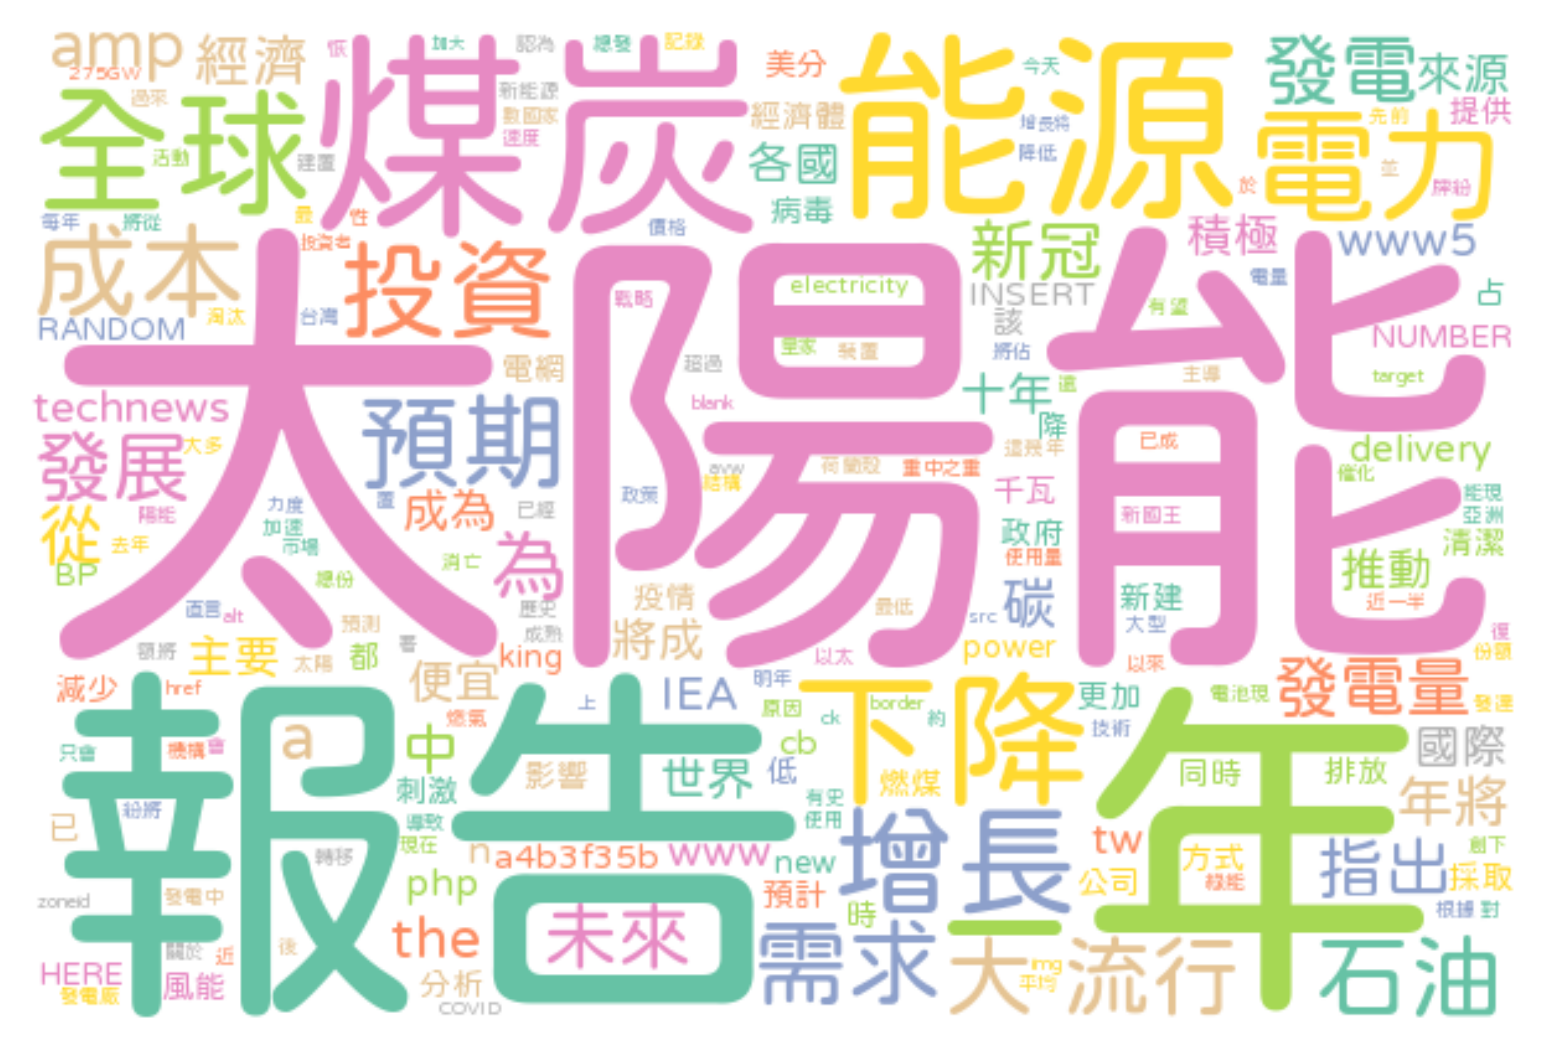 amp
經濟
煤炭
能源
發電
來源
275GW
過來
恢
加大
認為
總發
記錄
美分
今天
提供
全球
新能源
數國家
速度
經濟體
增長將
電力
先前
活動
建置
各國
降低
並
於
每年
將從
最
性
病毒
價格
成本
投資者
投資
新冠
積極
www5
RANDOM
淘汰
台灣
太陽能
戰略
electricity
INSERT
電量
占
有望
該
NUMBER
皇家
裝置
將佔
電網
超過
主導
target
technews
預期
blank
十年
還
降
這幾年
已成
delivery
發展
大多
avw
結構
荷蘭殼
重中之重
催化
陽能
力度
置
成為
已經
政策
千瓦
新國王
能現
亞洲
從
去年
加速
市場
政府
使用量
清潔
BP
總份
消亡
為
推動
直言
alt
歷史
疫情
最低
src
碳
新建
近一半
預測
成熟
將成
大型
額將
主要
太陽
都
署
king
以太
power
以來
復
份額
減少
href
便宜
IEA
明年
下降
border
更加
電池現
發電量
發達
報告
燃氣
上
原因
ck
約
技術
年
只會
機構
會
a
中
cb
國際
影響
世界
低
燃煤
同時
排放
刺激
有史
使用
年將
紛將
已
導致
現在
增長
tw
方式
創下
轉移
n
a4b3f35b
www
new
指出
php
預計
公司
綠能
採取
zoneid
發電中
未來
時
根據
對
the
需求
關於
近
後
大流行
石油
HERE
發電廠
風能
分析
img
平均
COVID